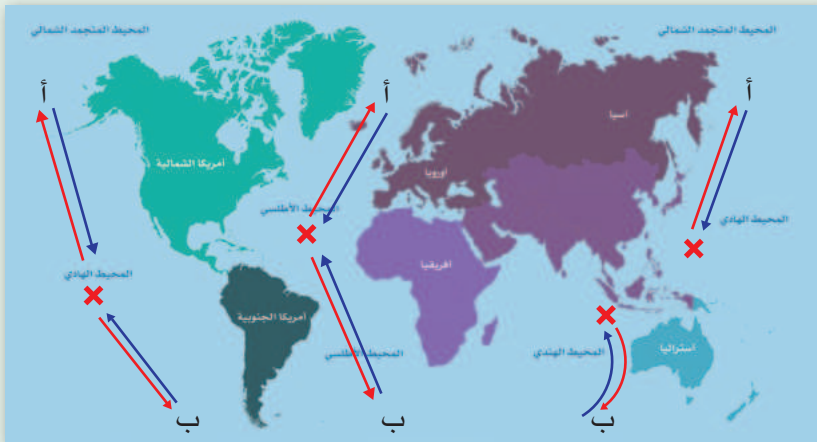 المحيط المتجمد الشمالي
المحيط المتجمد الشمالي
أ
أ
أ
آسيا
أمريكا الشمالية
أوروبا
المحيط الأطلسي
المحيط الهادي
أفريقيا
المحيط الهادي
أمريكا الجنوبية
المحيط الأطلسي
المحيط الهندي
أستراليا
ب
ب
ب